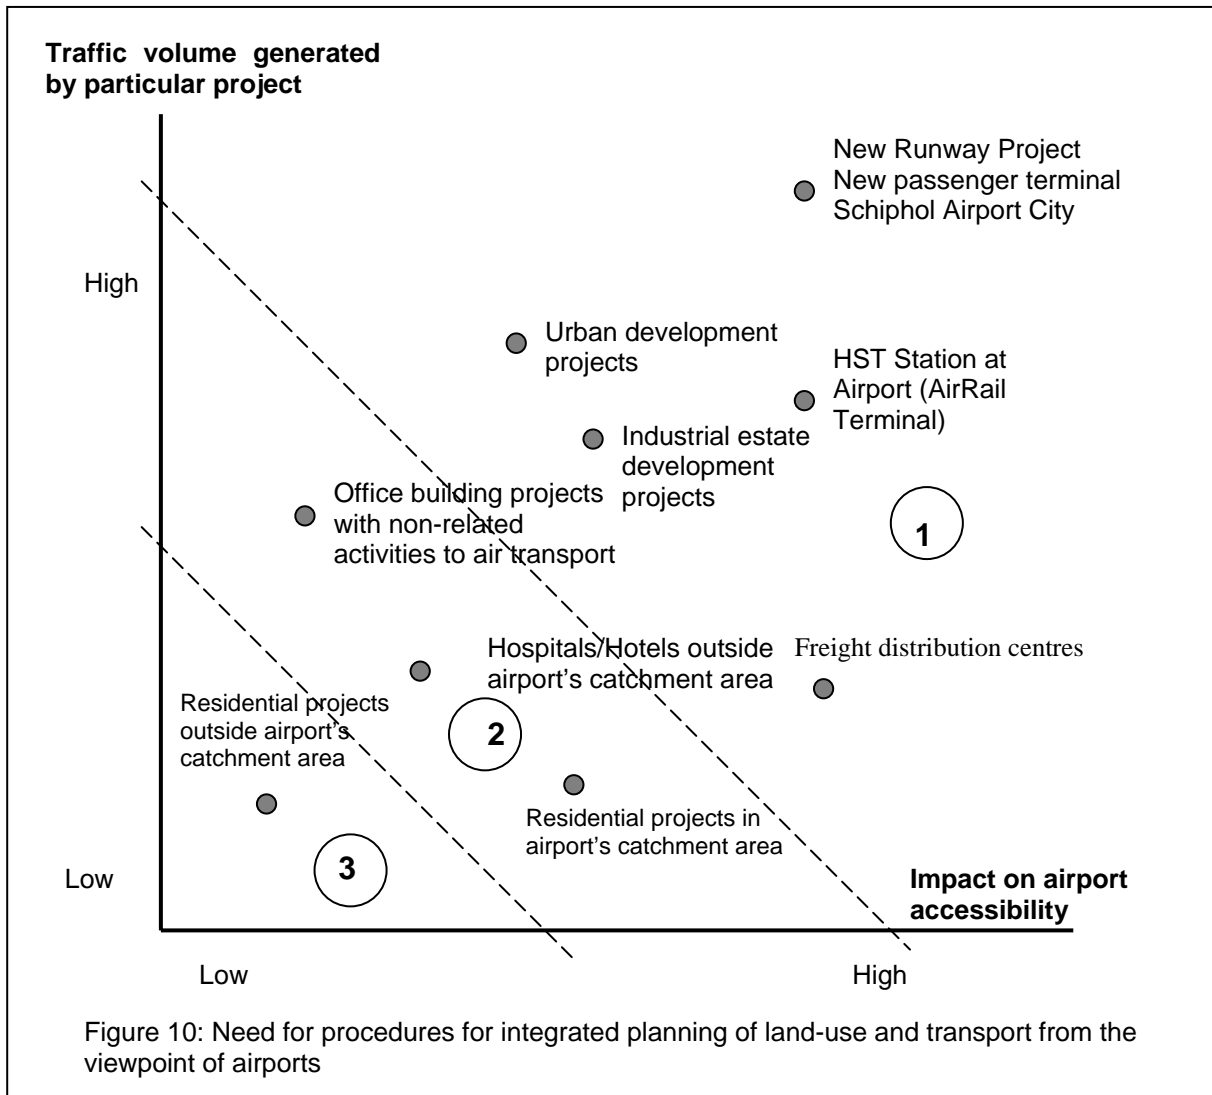 Traffic volume generated
by particular project
New Runway Project
New passenger terminal
Schiphol Airport City
High
Urban development
projects
HST Station at
Airport (AirRail
Terminal)
Industrial estate
development
projects
Office building projects
with non-related
activities to air transport
1
Hospitals/Hotels outside
airport’s catchment area
Freight distribution centres
Residential projects
outside airport’s
catchment area
2
Residential projects in
airport’s catchment area
3
Low
Impact on airport
accessibility
Low
High
Figure 10: Need for procedures for integrated planning of land-use and transport from the
viewpoint of airports